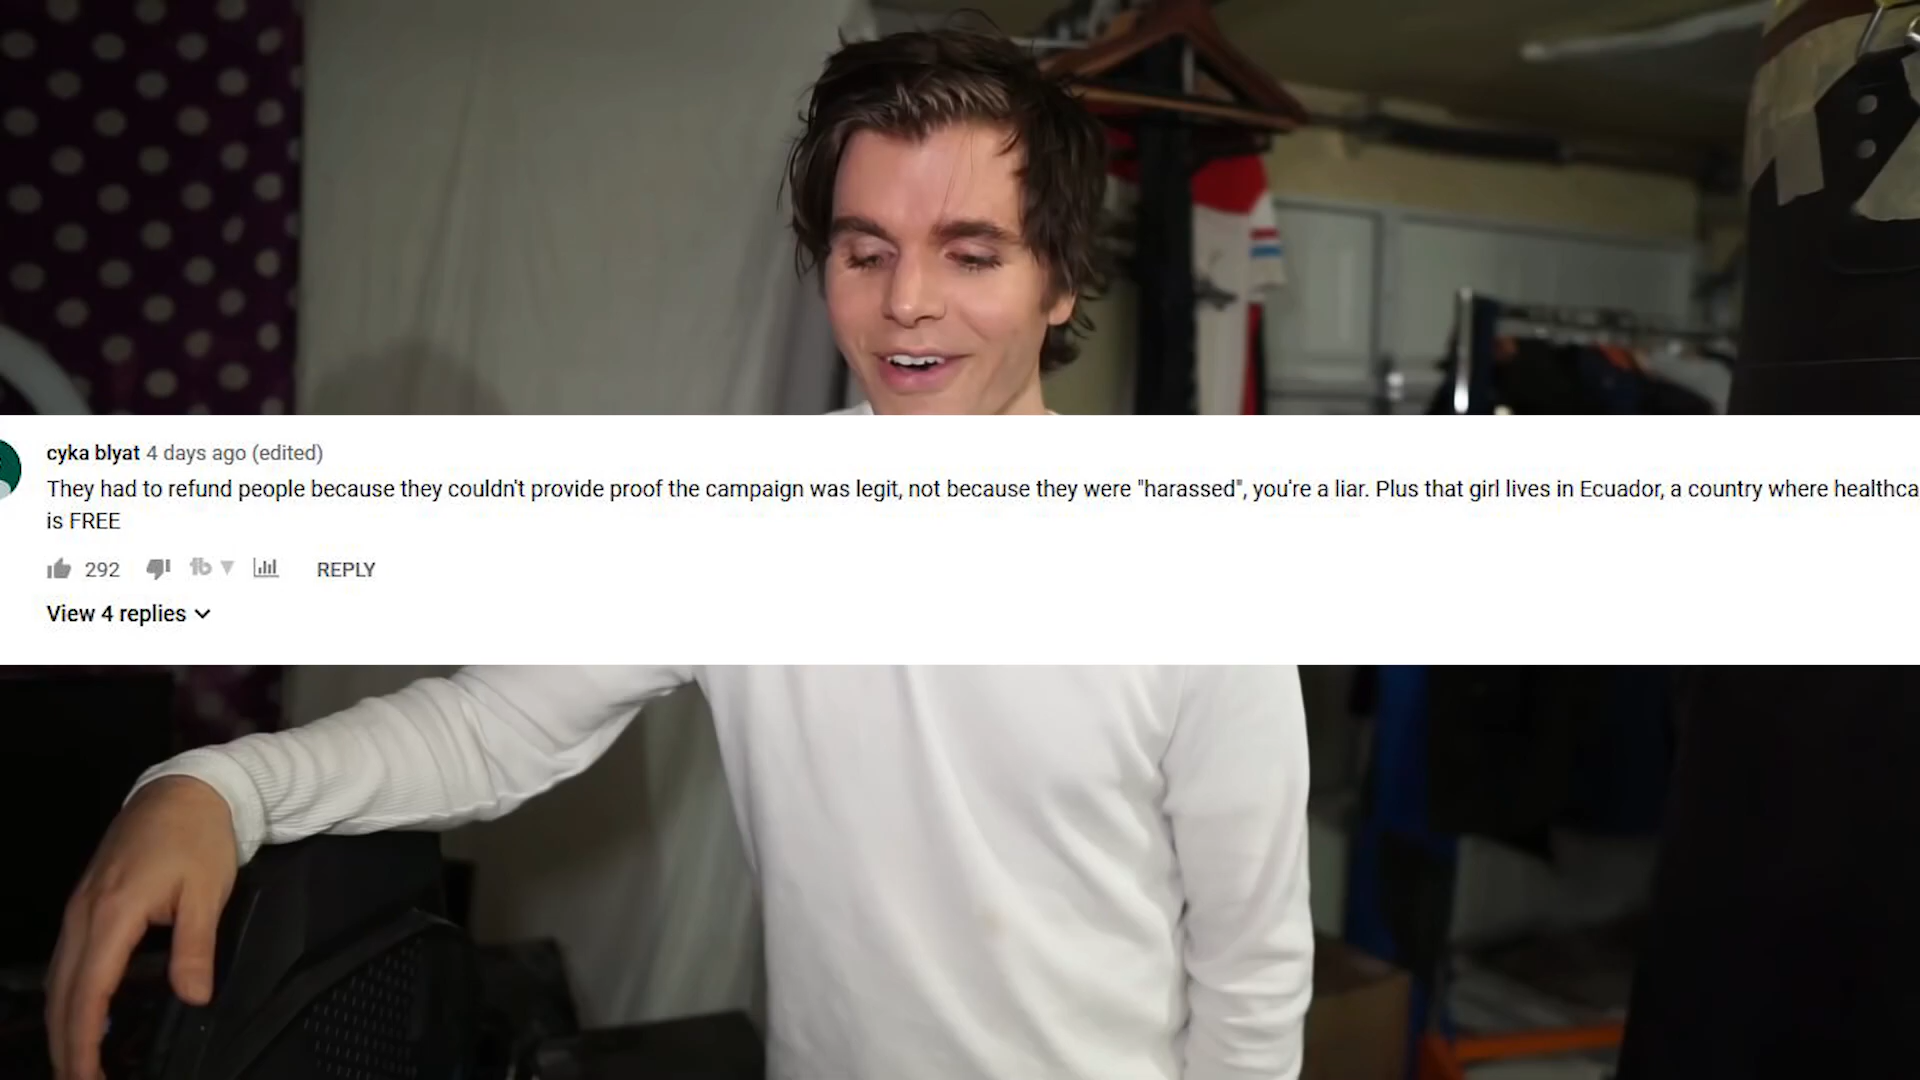 cyka blyat 4 days ago (edited)
They had to refund people because they couldn't provide proof the campaign was legit, not because they were "harassed", you're a liar. Plus that girl lives in Ecuador, a country where healthca
is FREE
292 REPLY
View 4 replies